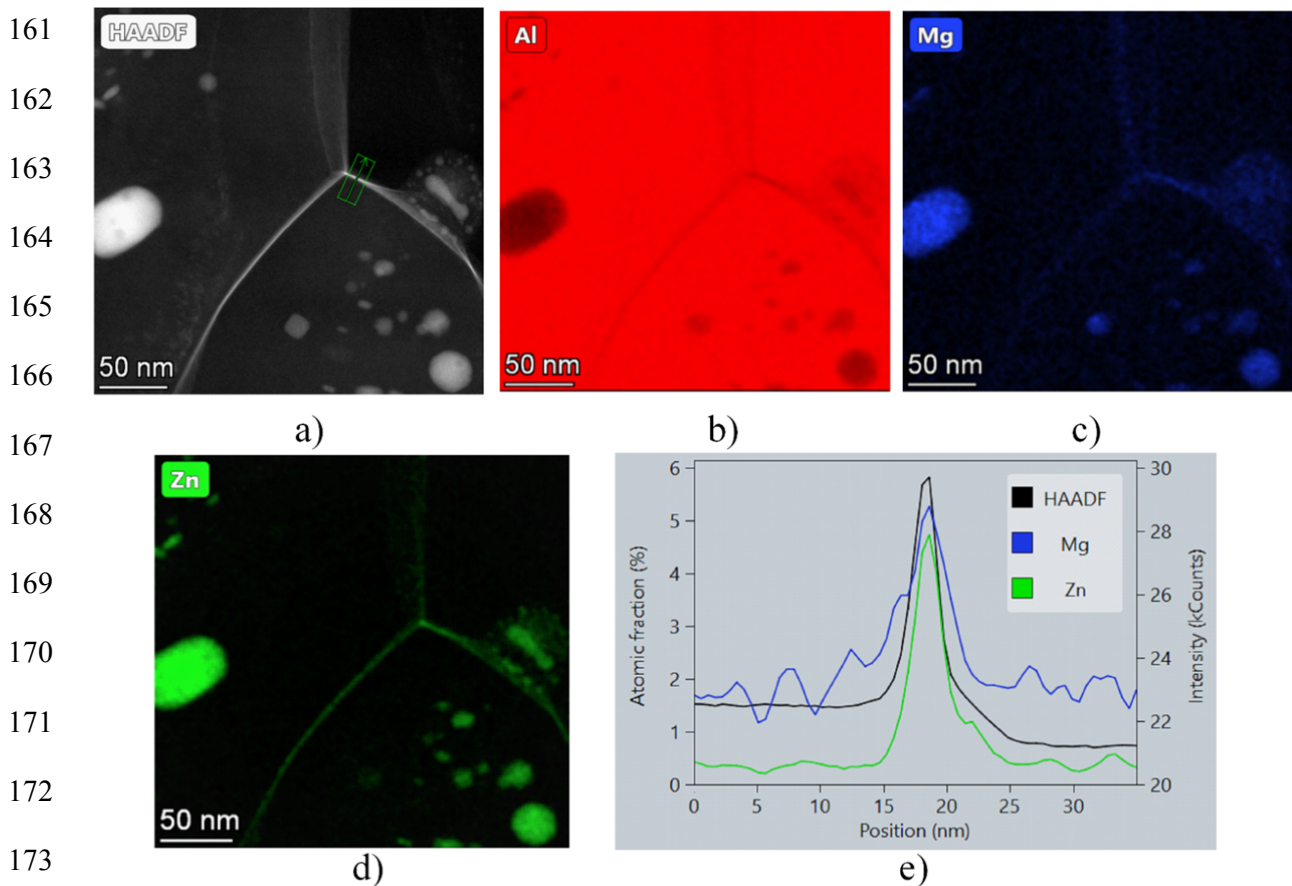 161
162
163
164
165
166
167
168
169
170
171
172
173
HAADF
50 nm
a)
Al
50 nm
b)
Mg
50 nm
c)
Zn
50 nm
d)
6
5
4
3
2
1
0
Atomic fraction (%)
30
28
26
24
22
20
Intensity (kCounts)
HAADF
Mg
Zn
0 5 10 15 20 25 30
Position (nm)
e)